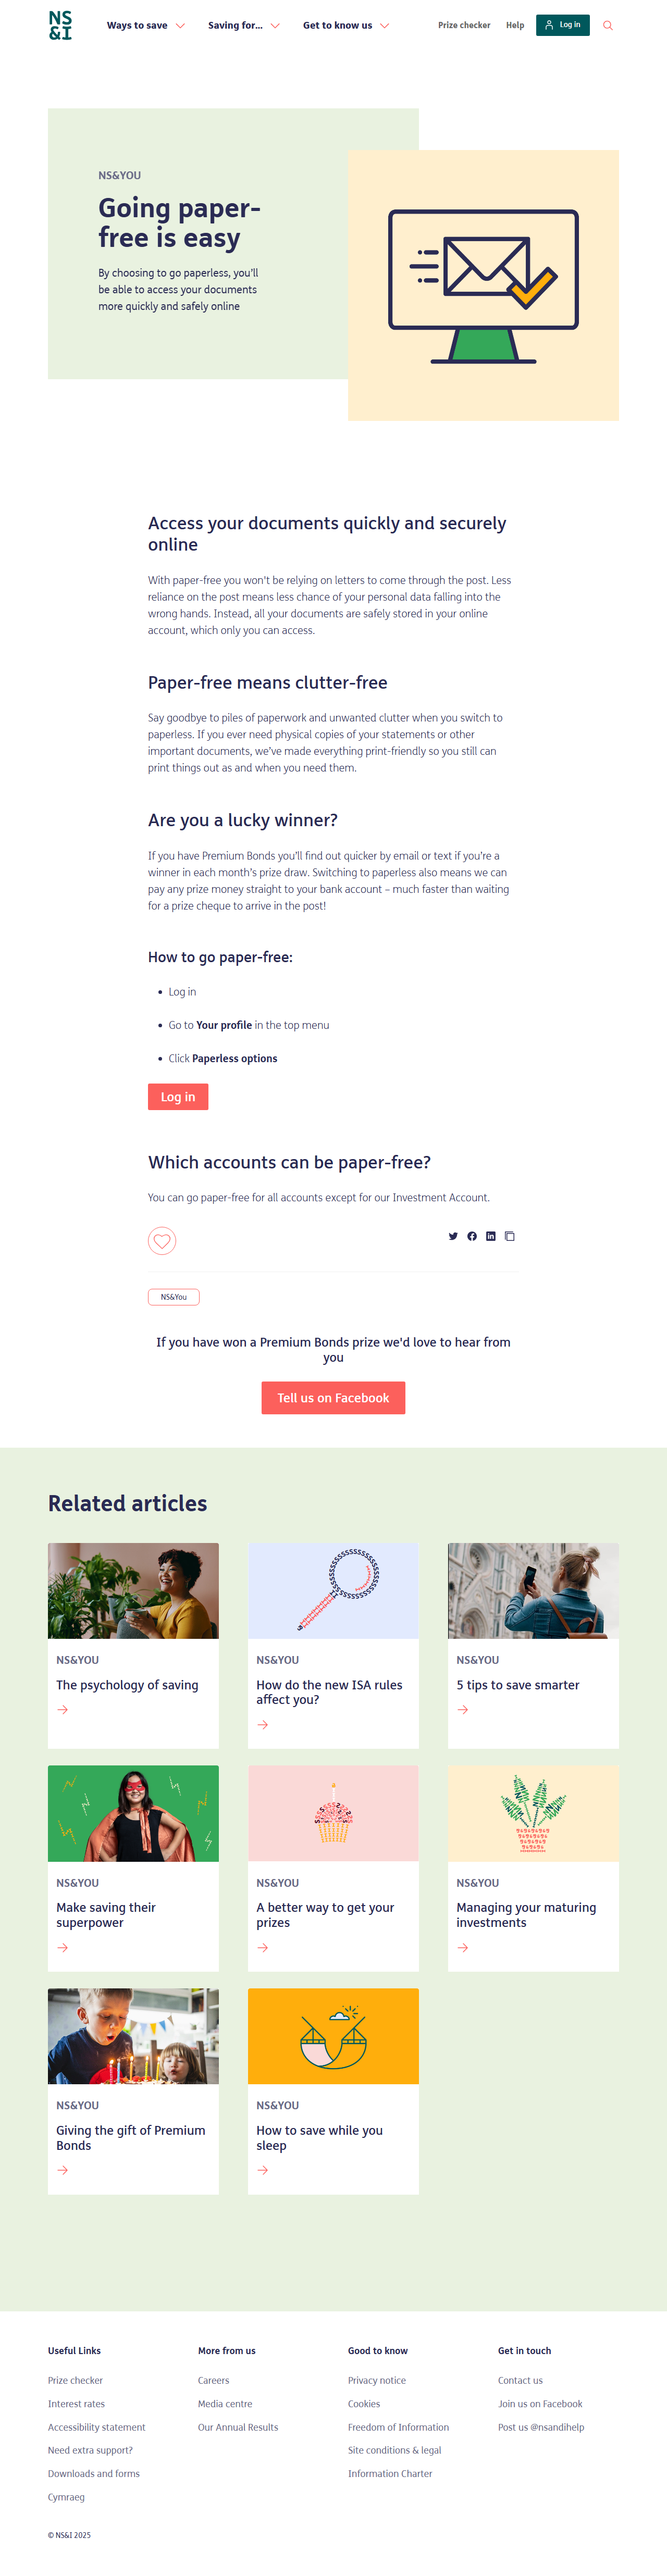 NS
&I
Ways to save
Saving for...
Get to know us
Prize checker
Help
Log in
NS&YOU
Going paper-
free is easy
By choosing to go paperless, you'll
be able to access your documents
more quickly and safely online
Access your documents quickly and securely
online
With paper-free you won't be relying on letters to come through the post. Less
reliance on the post means less chance of your personal data falling into the
wrong hands. Instead, all your documents are safely stored in your online
account, which only you can access.
Paper-free means clutter-free
Say goodbye to piles of paperwork and unwanted clutter when you switch to
paperless. If you ever need physical copies of your statements or other
important documents, we've made everything print-friendly so you still can
print things out as and when you need them.
Are you a lucky winner?
If you have Premium Bonds you'll find out quicker by email or text if you're a
winner in each month's prize draw. Switching to paperless also means we can
pay any prize money straight to your bank account – much faster than waiting
for a prize cheque to arrive in the post!
How to go paper-free:
Log in
Go to Your profile in the top menu
Click Paperless options
Log in
Which accounts can be paper-free?
You can go paper-free for all accounts except for our Investment Account.
NS&You
If you have won a Premium Bonds prize we'd love to hear from
you
Tell us on Facebook
Related articles
NS&YOU
The psychology of saving
NS&YOU
How do the new ISA rules
affect you?
NS&YOU
5 tips to save smarter
NS&YOU
Make saving their
superpower
NS&YOU
A better way to get your
prizes
NS&YOU
Managing your maturing
investments
NS&YOU
Giving the gift of Premium
Bonds
NS&YOU
How to save while you
sleep
Useful Links
Prize checker
Interest rates
Accessibility statement
Need extra support?
Downloads and forms
Cymraeg
More from us
Careers
Media centre
Our Annual Results
Good to know
Privacy notice
Cookies
Freedom of Information
Site conditions & legal
Information Charter
Get in touch
Contact us
Join us on Facebook
Post us @nsandihelp
© NS&I 2025